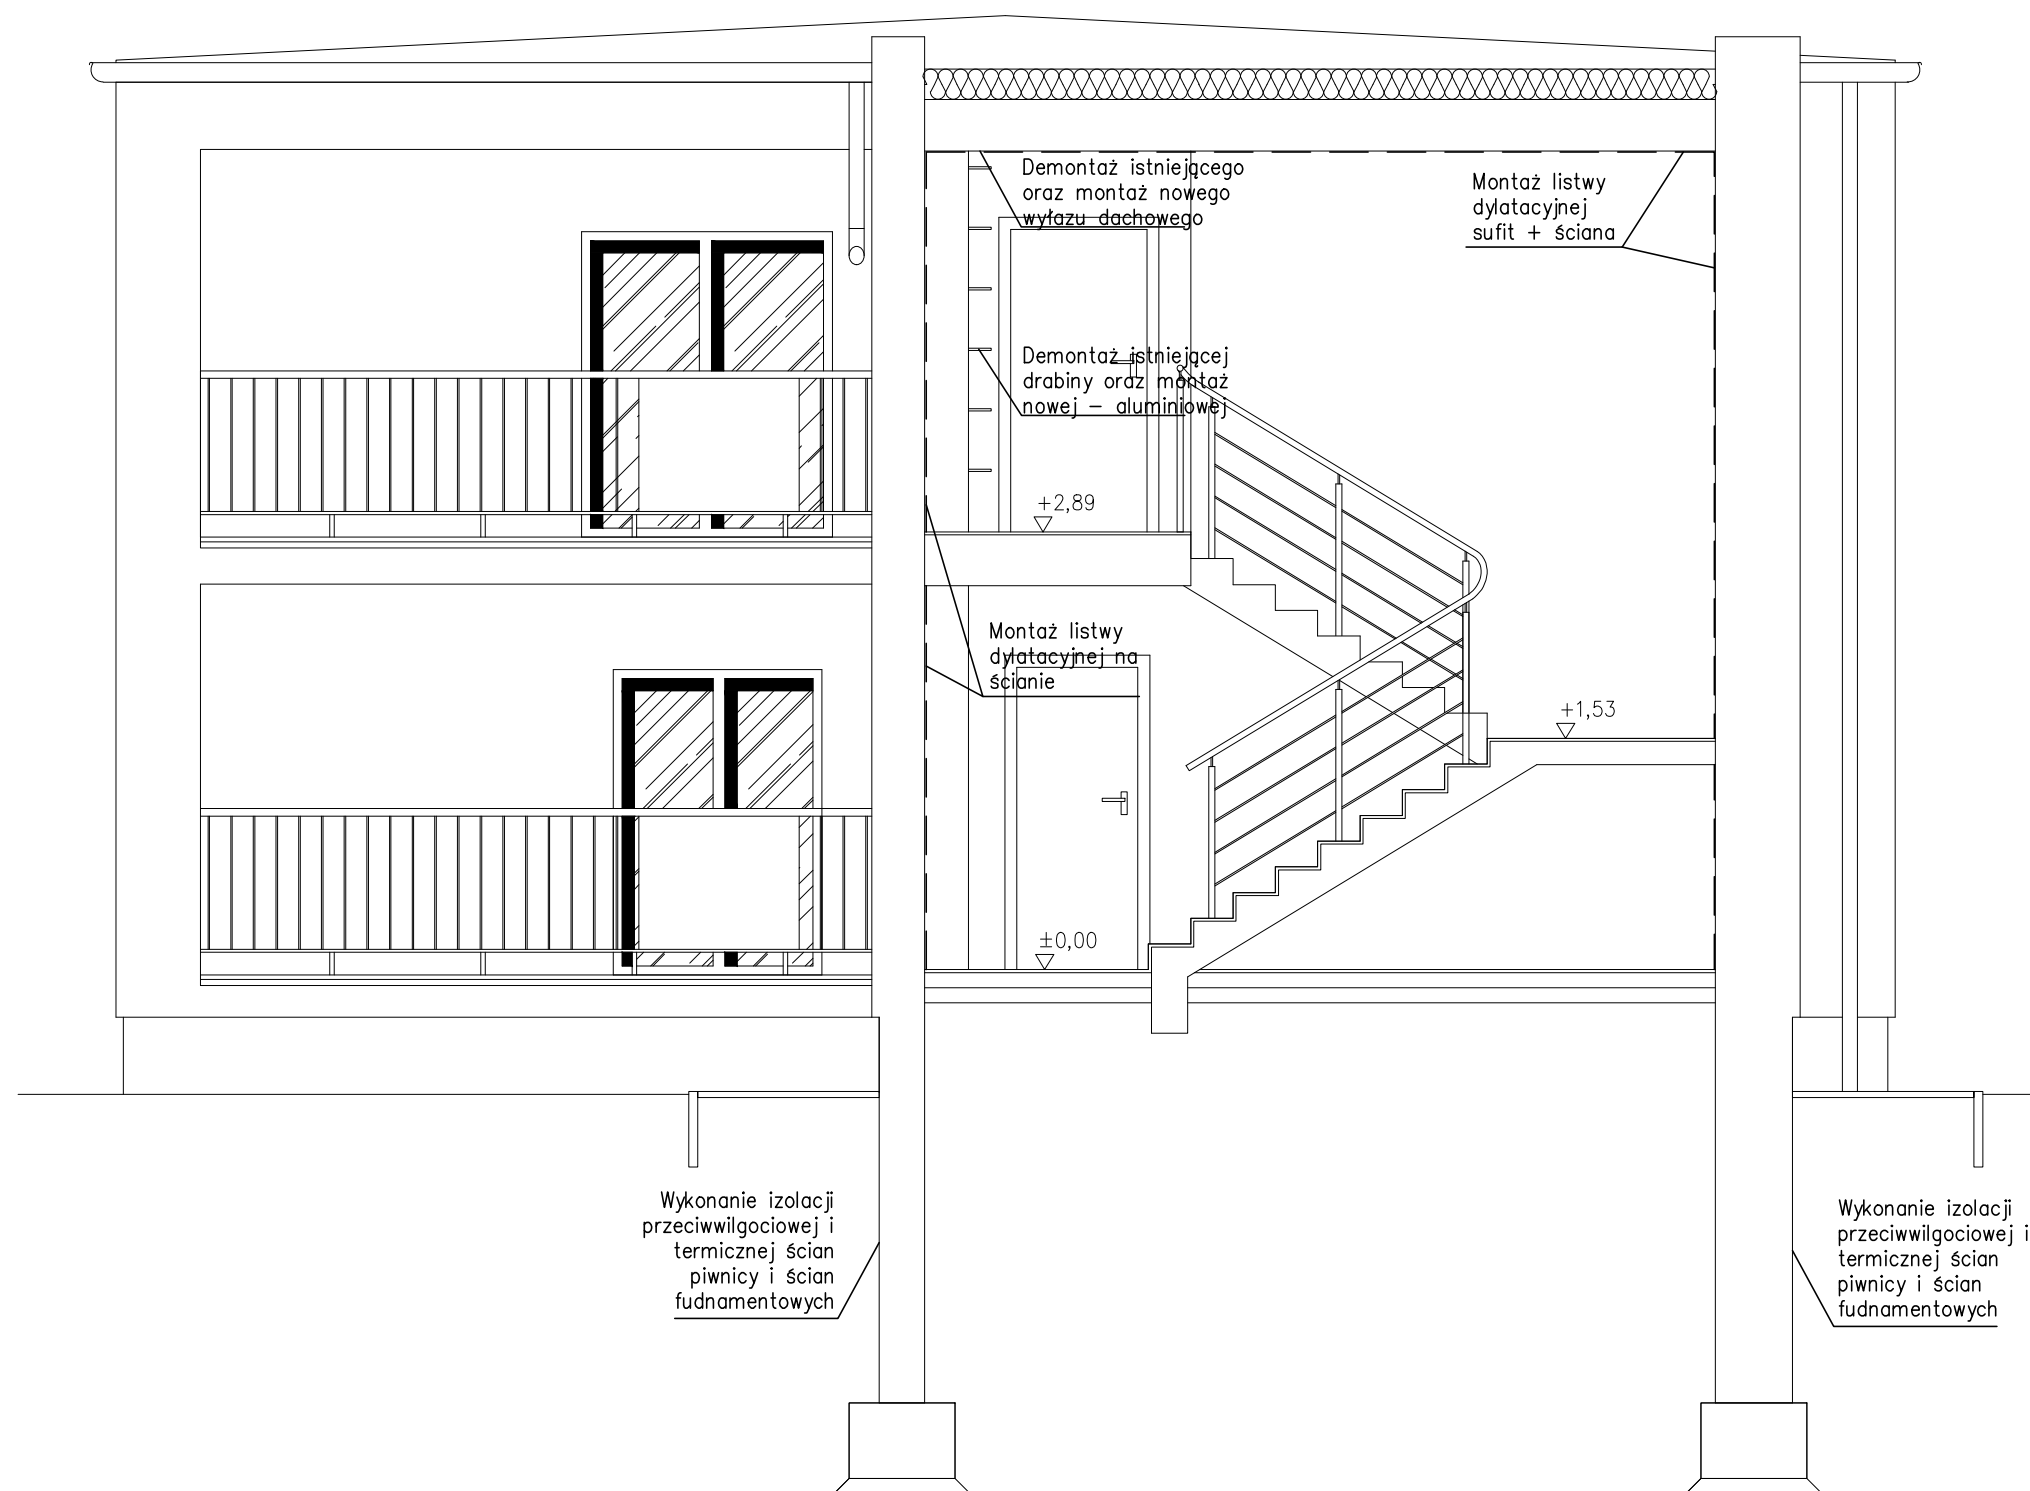 Demontaż istniejącego
oraz montaż nowego
wyłazu dachowego
Montaż listwy
dylatacyjnej
sufit + ściana
Demontaż istniejącej
drabiny oraz montaż
nowej – aluminiowej
+2,89
Montaż listwy
dylatacyjnej na
ścianie
+1,53
±0,00
Wykonanie izolacji
przeciwwilgociowej i
termicznej ścian
piwnicy i ścian
fudnamentowych
Wykonanie izolacji
przeciwwilgociowej i
termicznej ścian
piwnicy i ścian
fudnamentowych